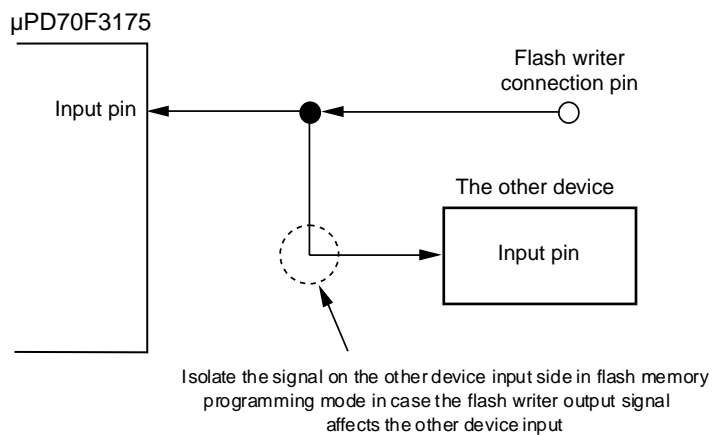 µPD70F3175
Flash writer
connection pin
Input pin
The other device
Input pin
Isolate the signal on the other device input side in flash memory
programming mode in case the flash writer output signal
affects the other device input